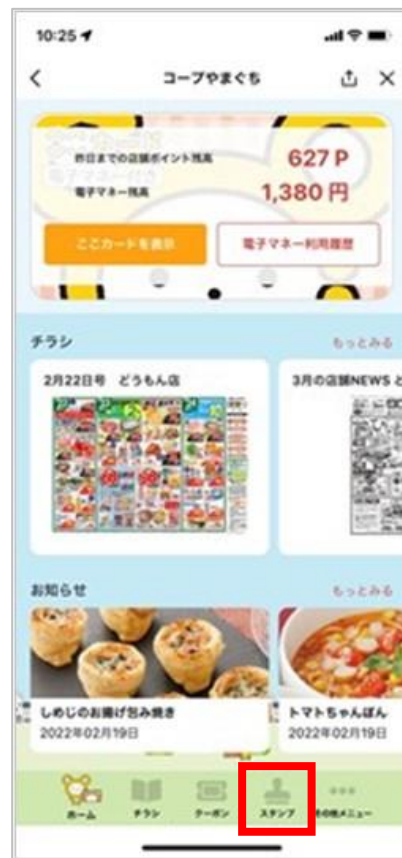 10:25
コープやまぐち
昨日までの店舗ポイント残高 627 P
電子マネー残高 1,380 円
ここカードを表示
電子マネー利用履歴
チラシ
もっとみる
2月22日号 どうもん店
3月の店舗NEWS と
お知らせ
もっとみる
しめじのお揚げ包み焼き
2022年02月19日
トマトちゃんぽん
2022年02月19日
ホーム
チラシ
クーポン
スタンプ
その他メニュー